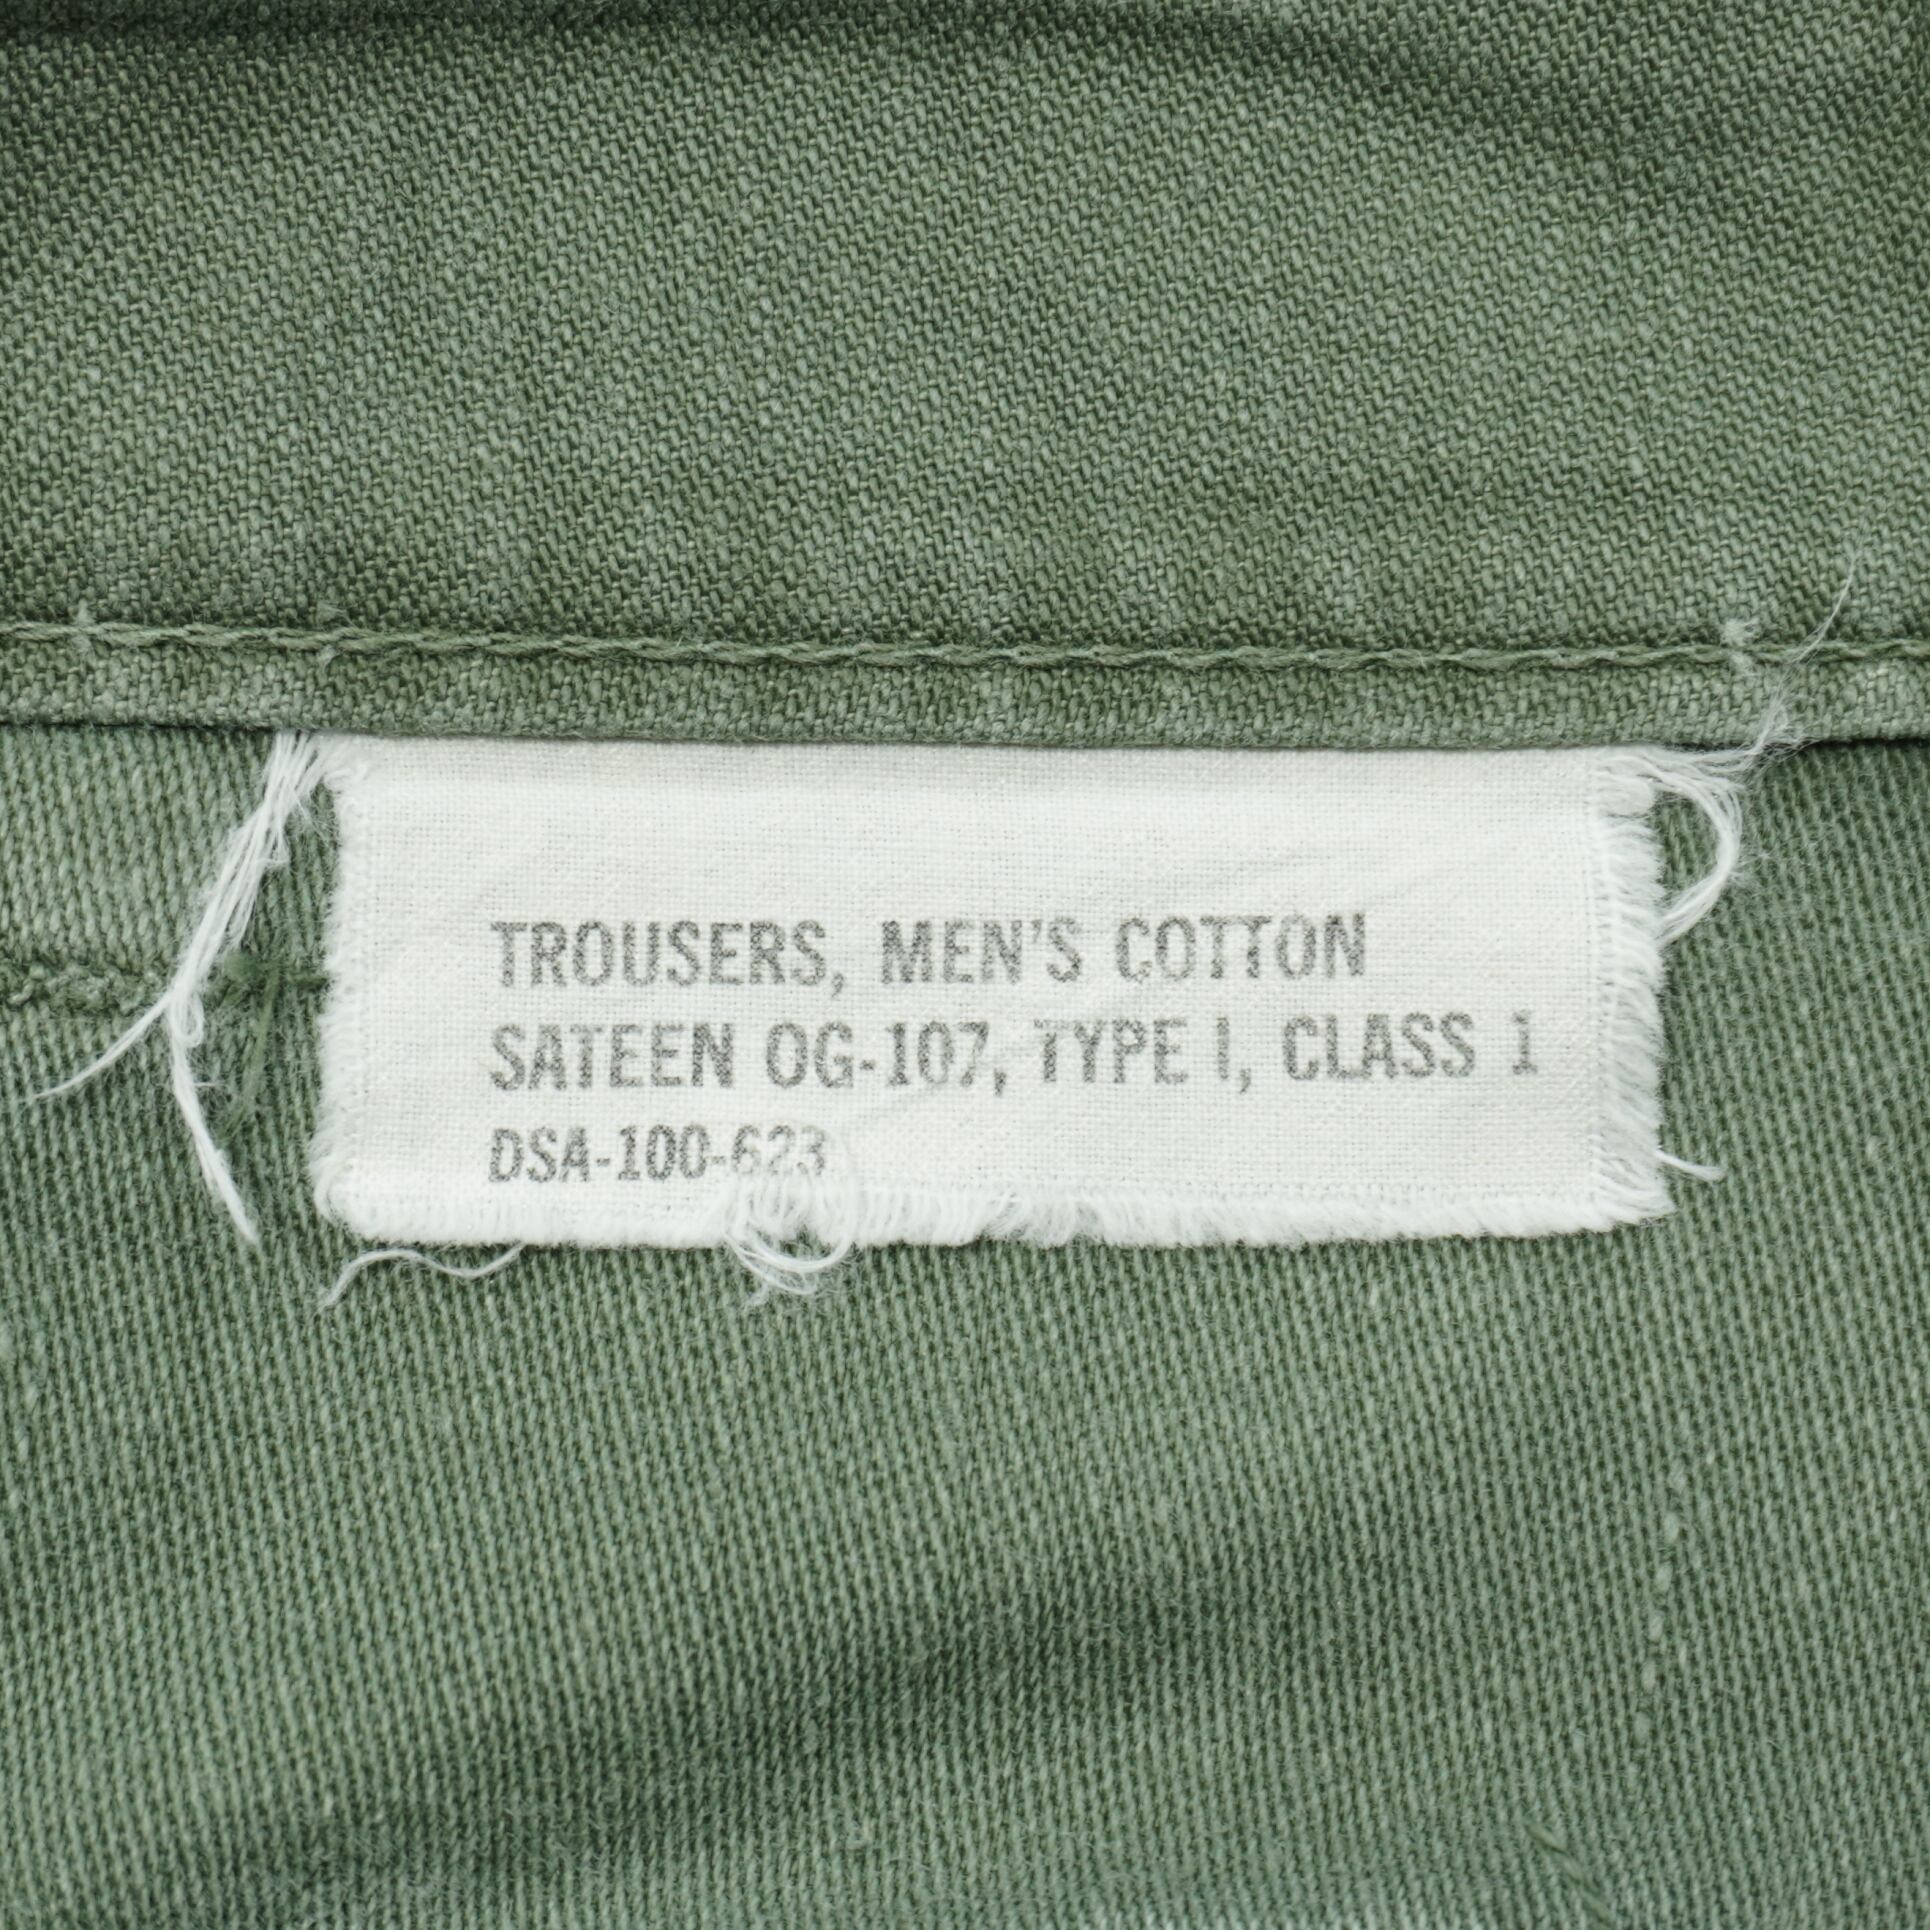 TROUSERS, MEN'S COTTON
SATEEN OG-107, TYPE I, CLASS 1
DSA-100-623